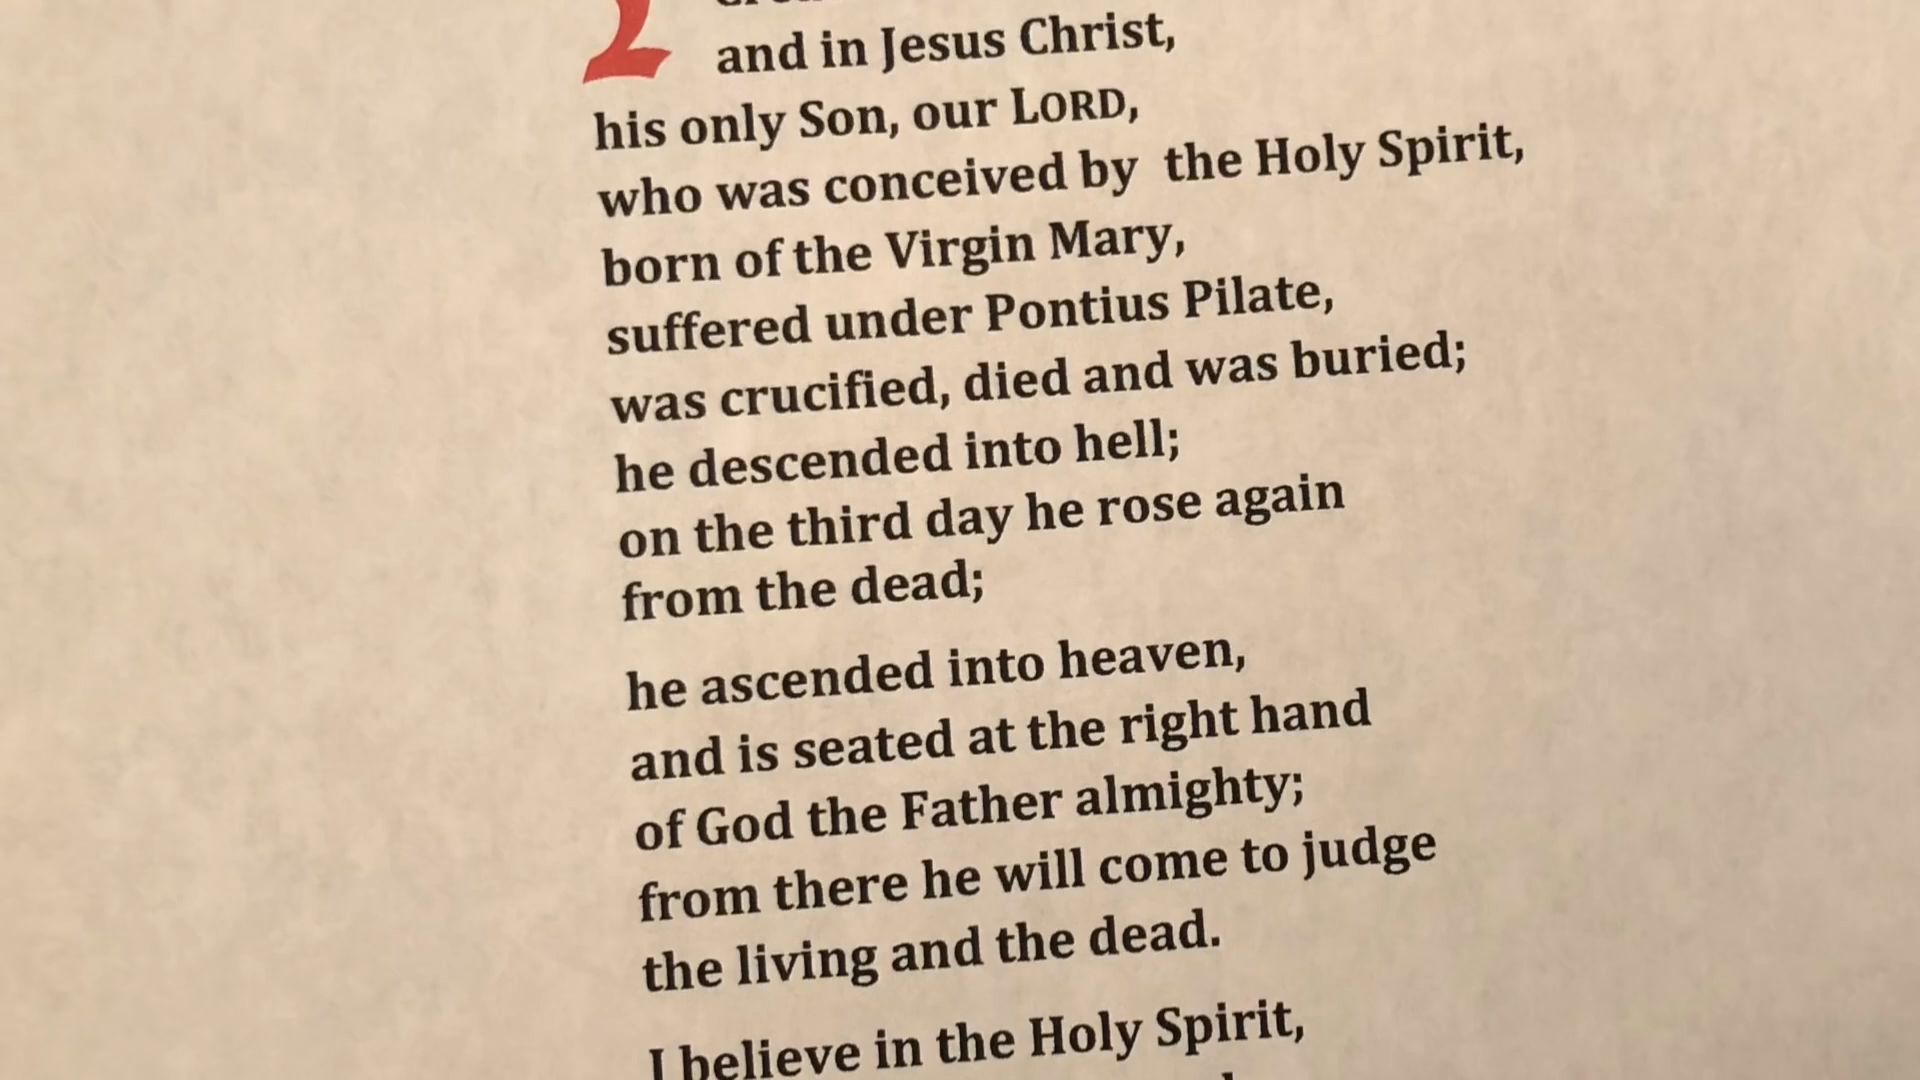 and in Jesus Christ,
his only Son, our LORD,
who was conceived by  the Holy Spirit,
born of the Virgin Mary,
suffered under Pontius Pilate,
was crucified, died and was buried;
he descended into hell;
on the third day he rose again
from the dead;
he ascended into heaven,
and is seated at the right hand
of God the Father almighty;
from there he will come to judge
the living and the dead.
I believe in the Holy Spirit,